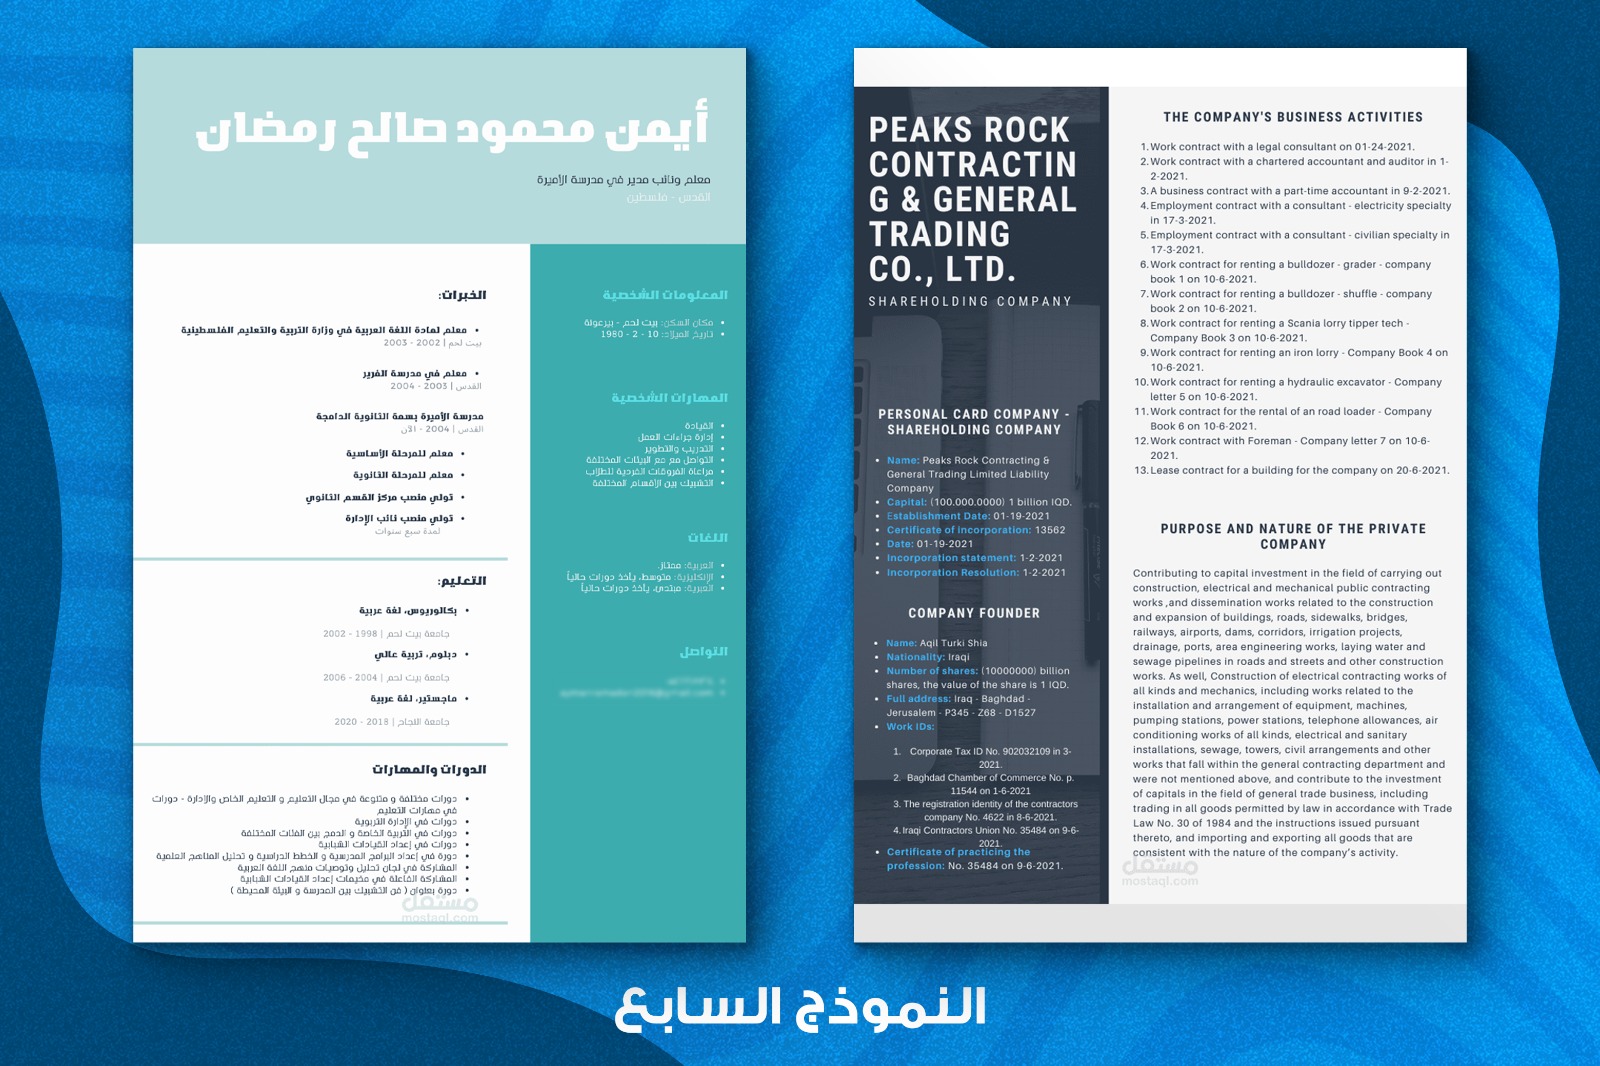 أيمن محمود صالح رمضان
معلم ونائب مدير في مدرسة الأميرة
القدس - فلسطين
المعلومات الشخصية
مكان السكن: بيت لحم - بيرعونة
تاريخ الميلاد: 10 - 2 - 1980
المهارات الشخصية
القيادة
إدارة جراءات العمل
التدريب والتطوير
التواصل مع مع البيئات المختلفة
مراعاة الفروقات الفردية للطلاب
التشبيك بين الأقسام المختلفة
اللغات
العربية: ممتاز.
الإنكليزية: متوسط، يأخذ دورات حالياً
العبرية: مبتدئ، يأخذ دورات حالياً
التواصل
الخبرات:
معلم لمادة اللغة العربية في وزارة التربية والتعليم الفلسطينية
بيت لحم | 2002 - 2003
معلم في مدرسة الفرير
القدس | 2003 - 2004
مدرسة الأميرة بسمة الثانوية الدامجة
القدس | 2004 - الآن
معلم للمرحلة الأساسية
معلم للمرحلة الثانوية
تولي منصب مركز القسم الثانوي
تولي منصب نائب الإدارة
لمدة سبع سنوات
التعليم:
بكالوريوس، لغة عربية
جامعة بيت لحم | 1998 - 2002
دبلوم، تربية عالي
جامعة بيت لحم | 2004 - 2006
ماجستير، لغة عربية
جامعة النجاح | 2018 - 2020
الدورات والمهارات
دورات مختلفة و متنوعة في مجال التعليم و التعليم الخاص والإدارة - دورات
في مهارات التعليم
دورات في الإدارة التربوية
دورات في التربية الخاصة و الدمج بين الفئات المختلفة
دورات في إعداد القيادات الشبابية
دورة في إعداد البرامج المدرسية و الخطط الدراسية و تحليل المناهج العلمية
المشاركة في لجان تحليل وتوصيات منهج اللغة العربية
المشاركة الفاعلة في مخيمات إعداد القيادات الشبابية
دورة بعنوان ( فن التشبيك بين المدرسة و البيئة المحيطة )
مستقل
mostaql.com
PEAKS ROCK
CONTRACTIN
G & GENERAL
TRADING
CO., LTD.
SHAREHOLDING COMPANY
PERSONAL CARD COMPANY -
SHAREHOLDING COMPANY
Name: Peaks Rock Contracting &
General Trading Limited Liability
Company
Capital: (100.000.0000) 1 billion IQD.
Establishment Date: 01-19-2021
Certificate of Incorporation: 13562
Date: 01-19-2021
Incorporation statement: 1-2-2021
Incorporation Resolution: 1-2-2021
COMPANY FOUNDER
Name: Aqil Turki Shia
Nationality: Iraqi
Number of shares: (10000000) billion
shares, the value of the share is 1 IQD.
Full address: Iraq - Baghdad -
Jerusalem - P345 - Z68 - D1527
Work IDs:
1. Corporate Tax ID No. 902032109 in 3-
2021.
2. Baghdad Chamber of Commerce No. p.
11544 on 1-6-2021
3. The registration identity of the contractors
company No. 4622 in 8-6-2021.
4. Iraqi Contractors Union No. 35484 on 9-6-
2021.
Certificate of practicing the
profession: No. 35484 on 9-6-2021.
THE COMPANY'S BUSINESS ACTIVITIES
1. Work contract with a legal consultant on 01-24-2021.
2. Work contract with a chartered accountant and auditor in 1-
2-2021.
3. A business contract with a part-time accountant in 9-2-2021.
4. Employment contract with a consultant - electricity specialty
in 17-3-2021.
5. Employment contract with a consultant - civilian specialty in
17-3-2021.
6. Work contract for renting a bulldozer - grader - company
book 1 on 10-6-2021.
7. Work contract for renting a bulldozer - shuffle - company
book 2 on 10-6-2021.
8. Work contract for renting a Scania lorry tipper tech -
Company Book 3 on 10-6-2021.
9. Work contract for renting an iron lorry - Company Book 4 on
10-6-2021.
10. Work contract for renting a hydraulic excavator - Company
letter 5 on 10-6-2021.
11. Work contract for the rental of an road loader - Company
Book 6 on 10-6-2021.
12. Work contract with Foreman - Company letter 7 on 10-6-
2021.
13. Lease contract for a building for the company on 20-6-2021.
PURPOSE AND NATURE OF THE PRIVATE
COMPANY
Contributing to capital investment in the field of carrying out
construction, electrical and mechanical public contracting
works ,and dissemination works related to the construction
and expansion of buildings, roads, sidewalks, bridges,
railways, airports, dams, corridors, irrigation projects,
drainage, ports, area engineering works, laying water and
sewage pipelines in roads and streets and other construction
works. As well, Construction of electrical contracting works of
all kinds and mechanics, including works related to the
installation and arrangement of equipment, machines,
pumping stations, power stations, telephone allowances, air
conditioning works of all kinds, electrical and sanitary
installations, sewage, towers, civil arrangements and other
works that fall within the general contracting department and
were not mentioned above, and contribute to the investment
of capitals in the field of general trade business, including
trading in all goods permitted by law in accordance with Trade
Law No. 30 of 1984 and the instructions issued pursuant
thereto, and importing and exporting all goods that are
consistent with the nature of the company's activity.
مستقل
mostaql.com
النموذج السابع